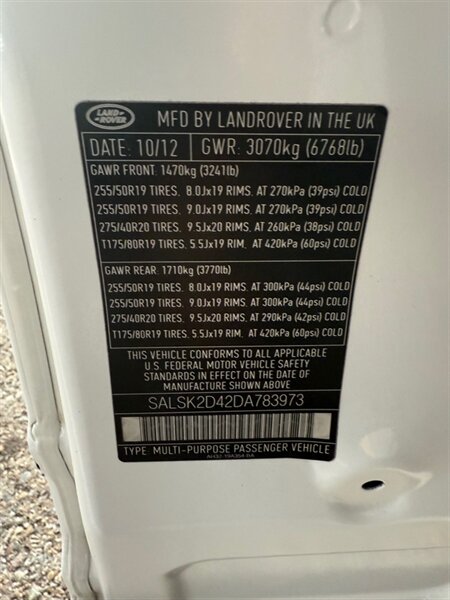 LAND
ROVER
MFD BY LANDROVER IN THE UK
DATE: 10/12 GWR: 3070kg (6768lb)
GAWR FRONT: 1470kg (3241lb)
255/50R19 TIRES. 8.0Jx19 RIMS. AT 270kPa (39psi) COLD
255/50R19 TIRES. 9.0Jx19 RIMS. AT 270kPa (39psi) COLD
275/40R20 TIRES. 9.5Jx20 RIMS. AT 260kPa (38psi) COLD
T175/80R19 TIRES. 5.5Jx19 RIM. AT 420kPa (60psi) COLD
GAWR REAR: 1710kg (3770lb)
255/50R19 TIRES. 8.0Jx19 RIMS. AT 300kPa (44psi) COLD
255/50R19 TIRES. 9.0Jx19 RIMS. AT 300kPa (44psi) COLD
275/40R20 TIRES. 9.5Jx20 RIMS. AT 290kPa (42psi) COLD
T175/80R19 TIRES. 5.5Jx19 RIM. AT 420kPa (60psi) COLD
THIS VEHICLE CONFORMS TO ALL APPLICABLE
U.S. FEDERAL MOTOR VEHICLE SAFETY
STANDARDS IN EFFECT ON THE DATE OF
MANUFACTURE SHOWN ABOVE
SALSK2D42DA783973
TYPE: MULTI-PURPOSE PASSENGER VEHICLE